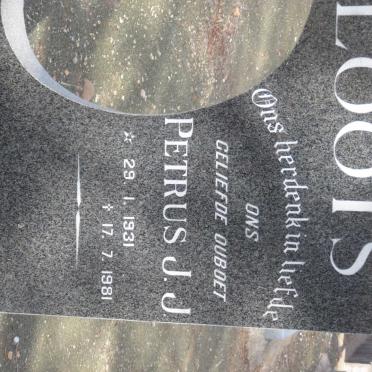 LOOTS
Ons herdenk in liefde
ONS
GELIEFDE OUBOET
PETRUS J. J
☆ 29. 1. 1931
✝ 17. 7. 1981